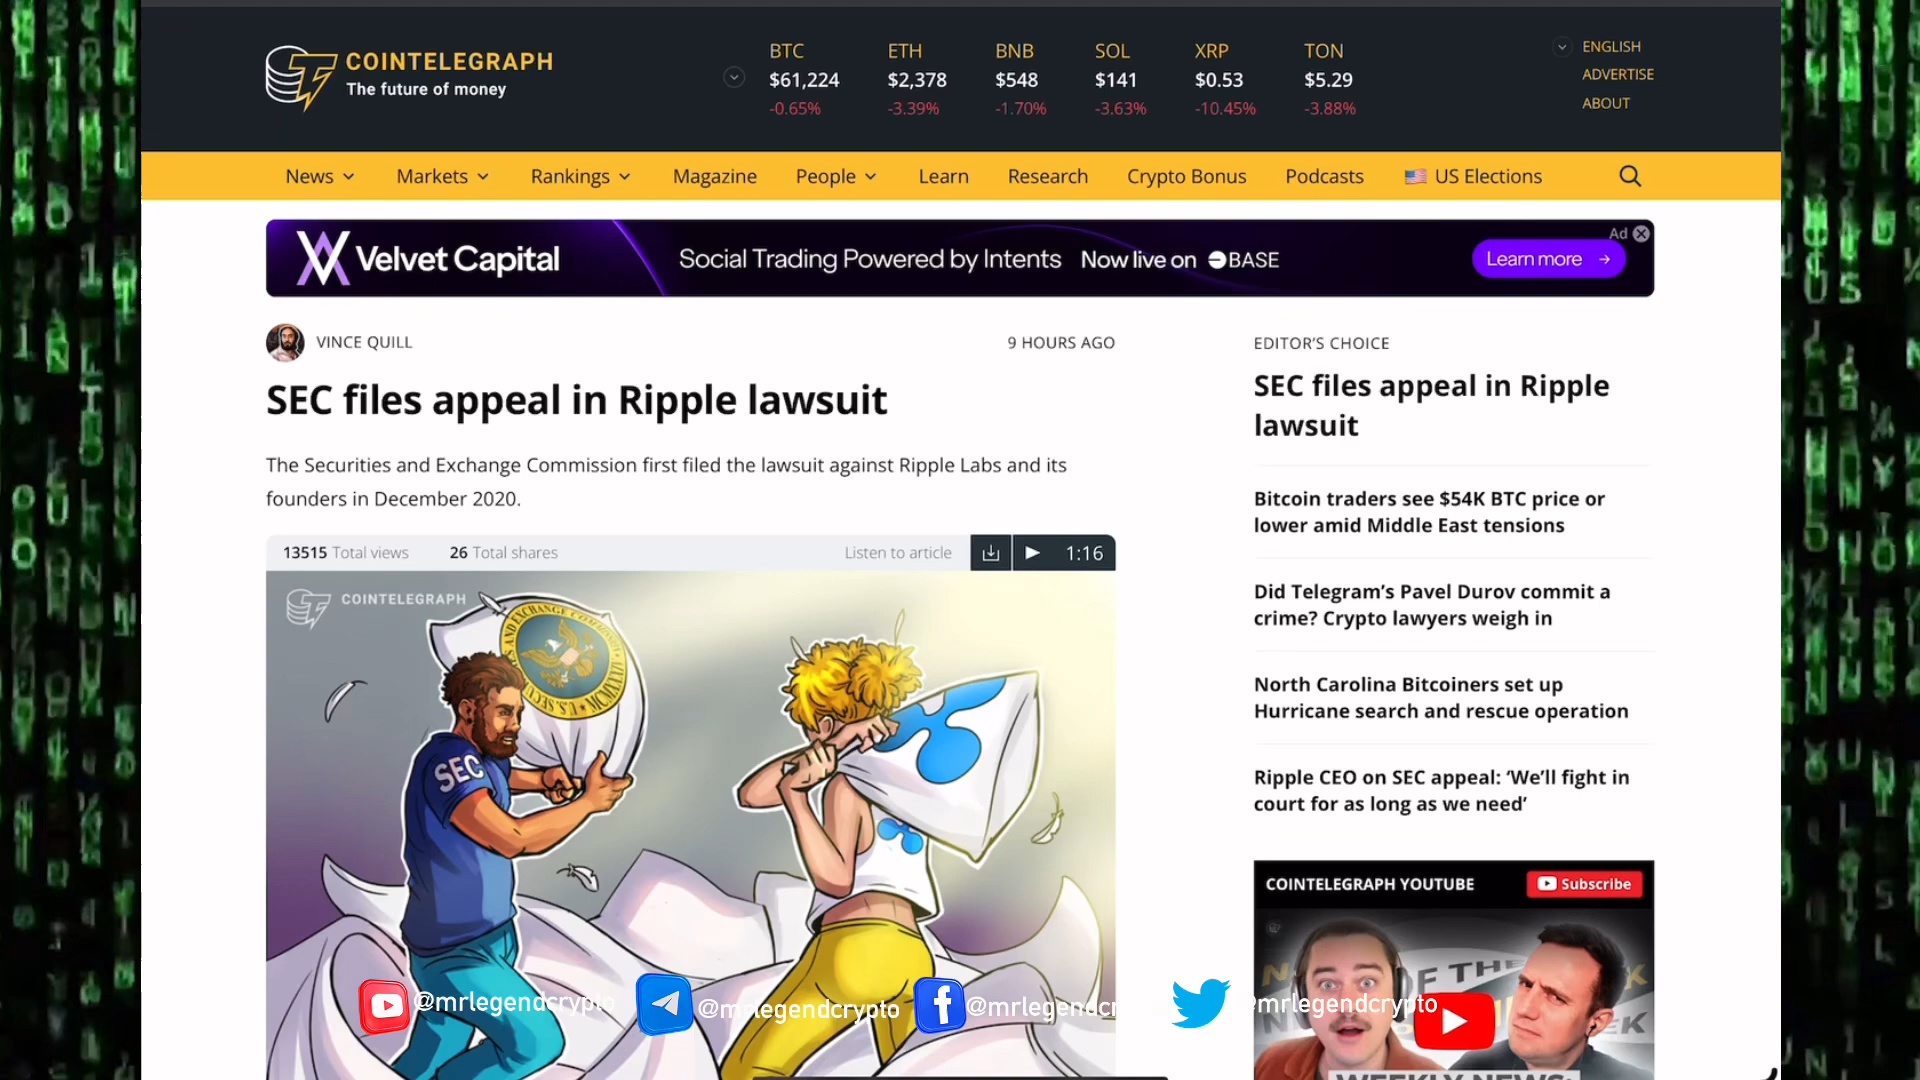 COINTELEGRAPH
The future of money
BTC
$61,224
-0.65%
ETH
$2,378
-3.39%
BNB
$548
-1.70%
SOL
$141
-3.63%
XRP
$0.53
-10.45%
TON
$5.29
-3.88%
ENGLISH
ADVERTISE
ABOUT
News Markets Rankings Magazine People Learn Research Crypto Bonus Podcasts US Elections
Velvet Capital
Social Trading Powered by Intents Now live on BASE
Ad
Learn more →
VINCE QUILL
9 HOURS AGO
SEC files appeal in Ripple lawsuit
The Securities and Exchange Commission first filed the lawsuit against Ripple Labs and its
founders in December 2020.
13515 Total views 26 Total shares Listen to article 1:16
COINTELEGRAPH
SEC
EDITOR'S CHOICE
SEC files appeal in Ripple
lawsuit
Bitcoin traders see $54K BTC price or
lower amid Middle East tensions
Did Telegram's Pavel Durov commit a
crime? Crypto lawyers weigh in
North Carolina Bitcoiners set up
Hurricane search and rescue operation
Ripple CEO on SEC appeal: 'We'll fight in
court for as long as we need'
COINTELEGRAPH YOUTUBE
Subscribe
OF THE
WEEKLY NEWS:
@mrlegendcrypto
@mrlegendcrypto
@mrlegendcr
@mrlegendcrypto